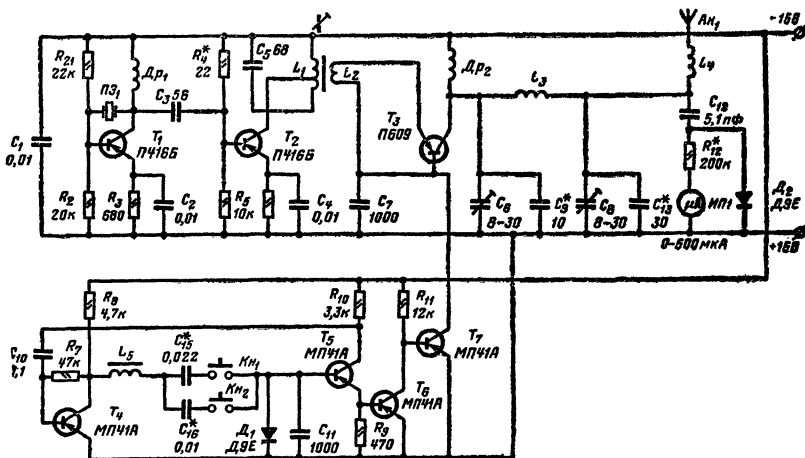 Ан₁
-15В
R₂₁
22к
Др₁
R₄*
22
C₅ 68
L₁
L₂
Др₂
L₃
L₄
ПЭ₁
C₃ 56
T₃
П609
C₁₂
5,1пф
C₁
0,01
T₁
П416Б
T₂
П416Б
R₁₂*
200к
R₂
20к
R₃
680
C₂
0,01
R₅
10к
C₄
0,01
C₇
1000
C₆
8-30
C₉*
10
C₈
8-30
C₁₃*
30
ИП1
μА
Д₂
Д9Е
0-500мкА
+15В
R₈
4,7к
R₁₀
3,3к
R₁₁
12к
C₁₀
R₇
47к
L₅
C₁₅*
0,022
Кн₁
T₅
МП41А
T₇
МП41А
Кн₂
T₄
МП41А
C₁₆*
0,01
Д₁
Д9Е
C₁₁
1000
R₉
470
T₆
МП41А